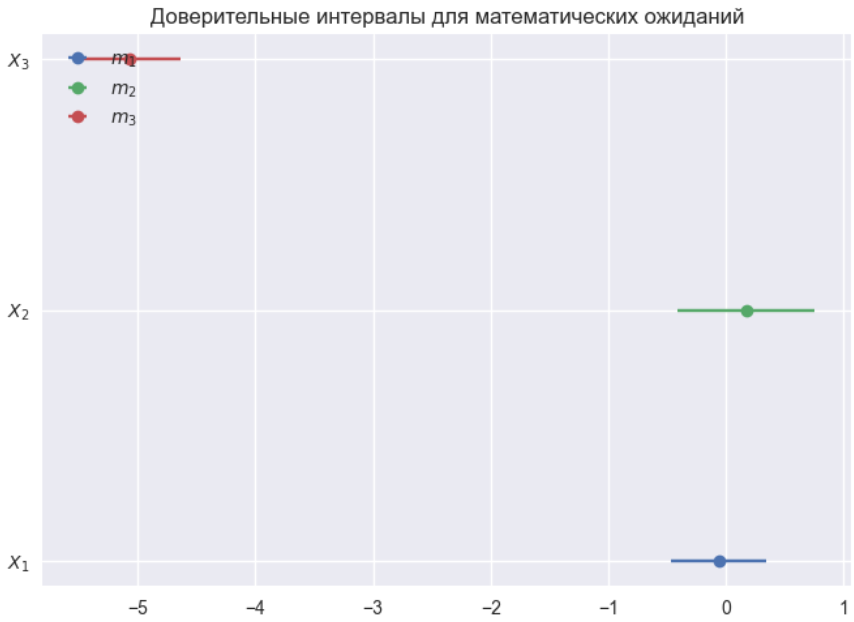 Доверительные интервалы для математических ожиданий
X₃
m₁
m₂
m₃
X₂
X₁
−5 −4 −3 −2 −1 0 1